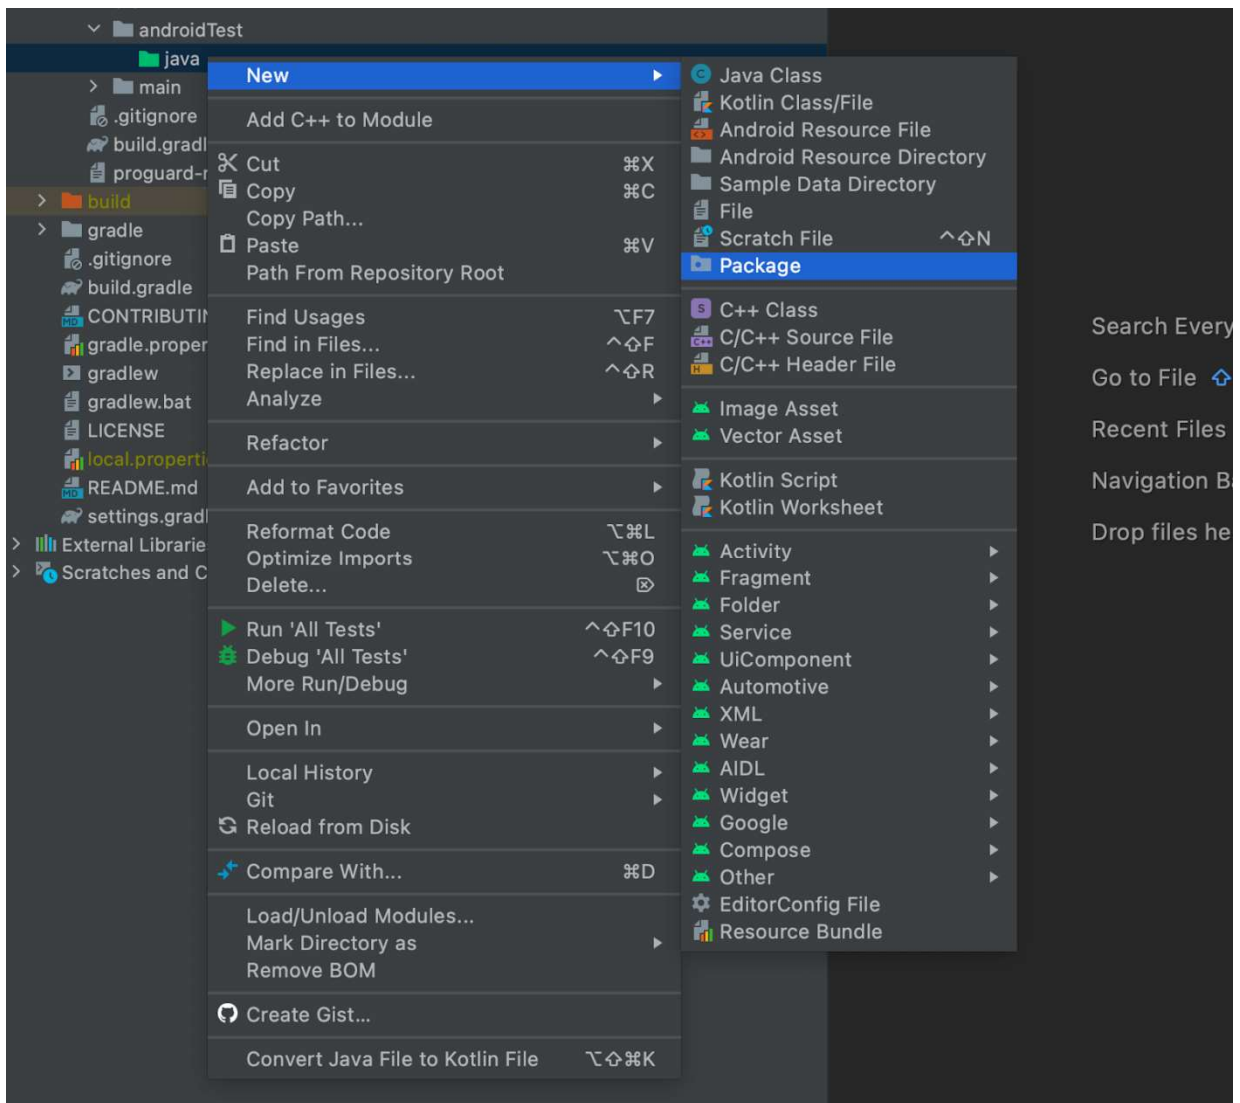 androidTest
java
main
.gitignore
build.gradl
proguard-r
build
gradle
.gitignore
build.gradle
CONTRIBUTIN
gradle.proper
gradlew
gradlew.bat
LICENSE
local.properti
README.md
settings.gradl
External Librarie
Scratches and C
New
Add C++ to Module
Cut ⌘X
Copy ⌘C
Copy Path...
Paste ⌘V
Path From Repository Root
Find Usages ⌥F7
Find in Files... ^⇧F
Replace in Files... ^⇧R
Analyze
Refactor
Add to Favorites
Reformat Code ⌥⌘L
Optimize Imports ⌥⌘O
Delete... ⌦
Run 'All Tests' ^⇧F10
Debug 'All Tests' ^⇧F9
More Run/Debug
Open In
Local History
Git
Reload from Disk
Compare With... ⌘D
Load/Unload Modules...
Mark Directory as
Remove BOM
Create Gist...
Convert Java File to Kotlin File ⌥⇧⌘K
Java Class
Kotlin Class/File
Android Resource File
Android Resource Directory
Sample Data Directory
File
Scratch File ^⇧N
Package
C++ Class
C/C++ Source File
C/C++ Header File
Image Asset
Vector Asset
Kotlin Script
Kotlin Worksheet
Activity
Fragment
Folder
Service
UiComponent
Automotive
XML
Wear
AIDL
Widget
Google
Compose
Other
EditorConfig File
Resource Bundle
Search Every
Go to File ⇧
Recent Files
Navigation Ba
Drop files he